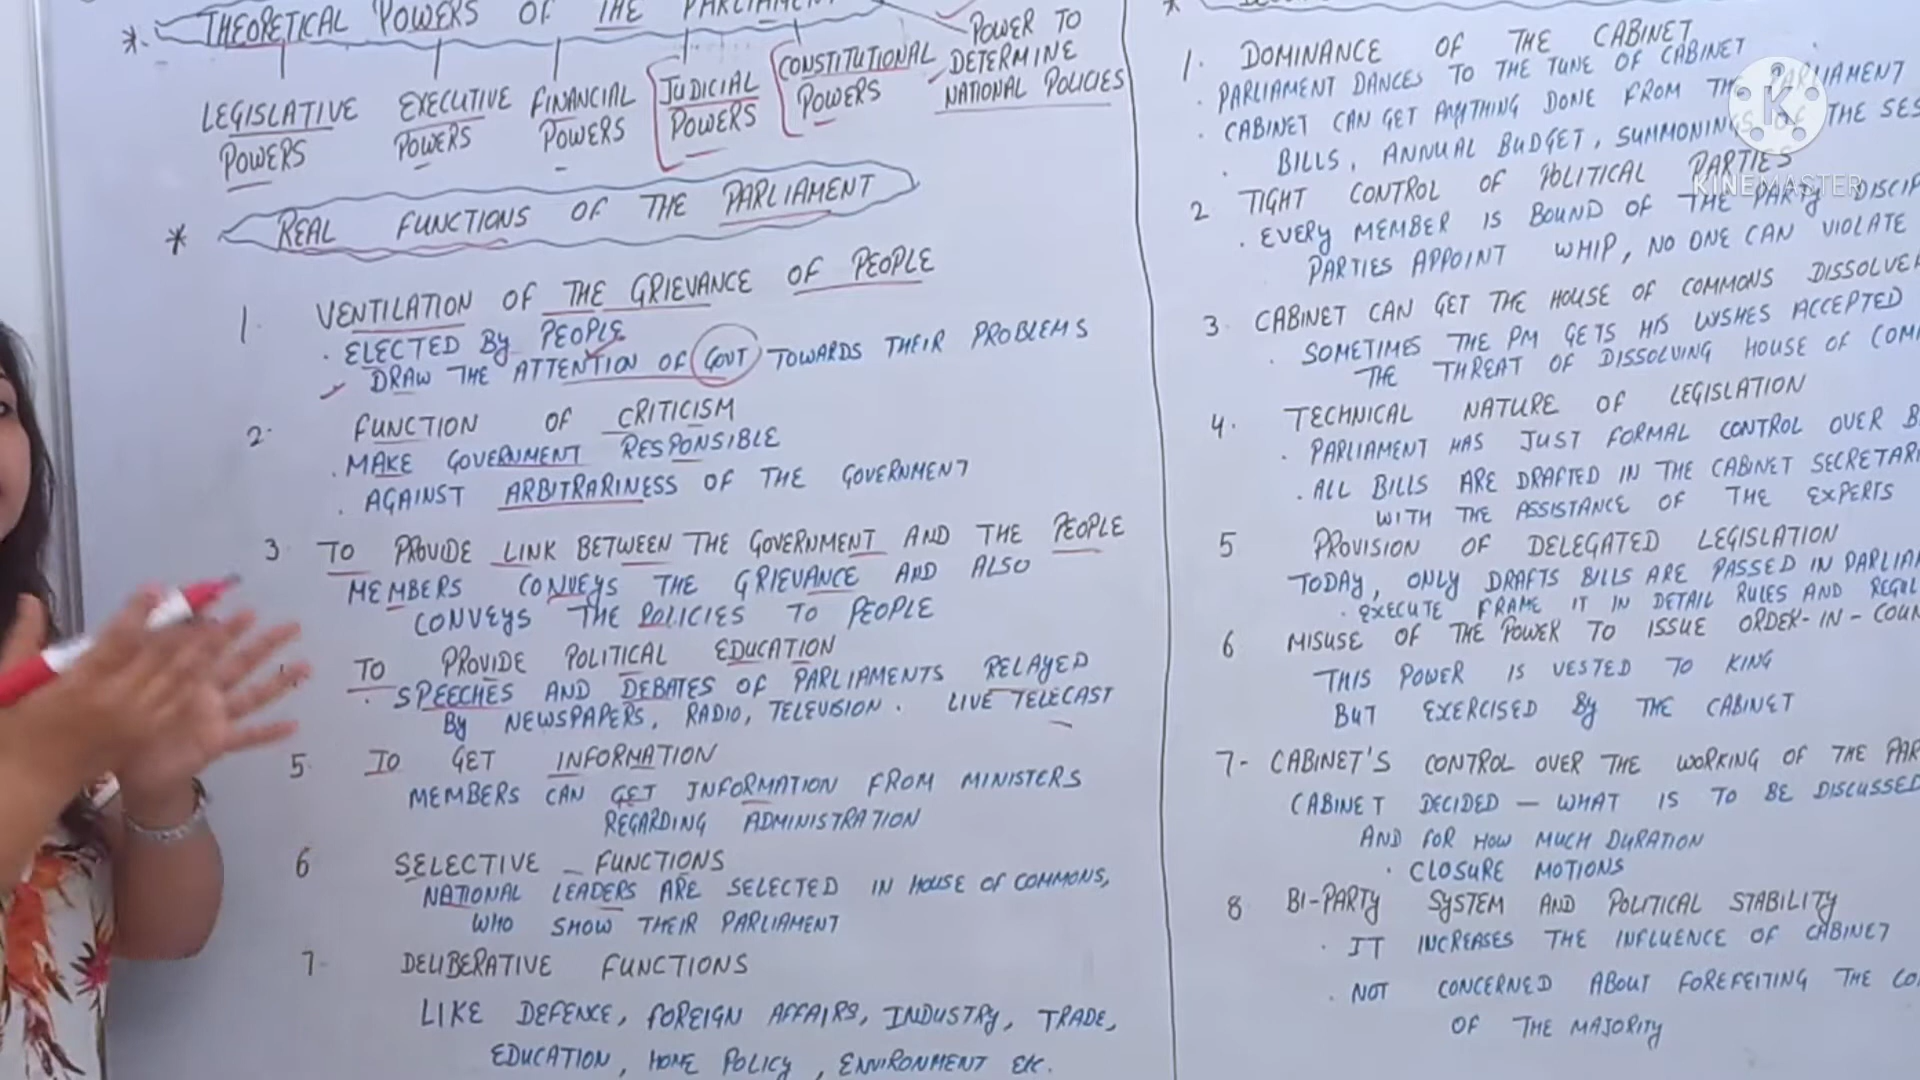 * THEORETICAL POWERS OF THE PARLIAMENT
LEGISLATIVE POWERS
EXECUTIVE POWERS
FINANCIAL POWERS
JUDICIAL POWERS
CONSTITUTIONAL POWERS
POWER TO
DETERMINE
NATIONAL POLICIES
* REAL FUNCTIONS OF THE PARLIAMENT
1. VENTILATION OF THE GRIEVANCE OF PEOPLE
. ELECTED By PEOPLE
DRAW THE ATTENTION OF GOVT TOWARDS THEIR PROBLEMS
2. FUNCTION OF CRITICISM
. MAKE GOVERNMENT RESPONSIBLE
. AGAINST ARBITRARINESS OF THE GOVERNMENT
3 TO PROVIDE LINK BETWEEN THE GOVERNMENT AND THE PEOPLE
MEMBERS CONVEYS THE GRIEVANCE AND ALSO
CONVEYS THE POLICIES TO PEOPLE
TO PROVIDE POLITICAL EDUCATION
. SPEECHES AND DEBATES OF PARLIAMENTS RELAYED
By NEWSPAPERS, RADIO, TELEVISION. LIVE TELECAST
5. TO GET INFORMATION
MEMBERS CAN GET INFORMATION FROM MINISTERS
REGARDING ADMINISTRATION
6 SELECTIVE FUNCTIONS
NATIONAL LEADERS ARE SELECTED IN HOUSE OF COMMONS,
WHO SHOW THEIR PARLIAMENT
7- DELIBERATIVE FUNCTIONS
LIKE DEFENCE, FOREIGN AFFAIRS, INDUSTRY, TRADE,
EDUCATION, HOME POLICY, ENVIRONMENT Etc.
*
1. DOMINANCE OF THE CABINET
. PARLIAMENT DANCES TO THE TUNE OF CABINET
. CABINET CAN GET ANYTHING DONE FROM THE PARLIAMENT
. BILLS, ANNUAL BUDGET, SUMMONINGS OF THE SES
2 TIGHT CONTROL OF POLITICAL PARTIES
. EVERY MEMBER IS BOUND OF THE PARTY DISCIP
PARTIES APPOINT WHIP, NO ONE CAN VIOLATE
3 CABINET CAN GET THE HOUSE OF COMMONS DISSOLVE
. SOMETIMES THE PM GETS HIS WISHES ACCEPTED
THE THREAT OF DISSOLVING HOUSE OF COM
4. TECHNICAL NATURE OF LEGISLATION
. PARLIAMENT HAS JUST FORMAL CONTROL OVER B
. ALL BILLS ARE DRAFTED IN THE CABINET SECRETARI
WITH THE ASSISTANCE OF THE EXPERTS
5 PROVISION OF DELEGATED LEGISLATION
TODAY, ONLY DRAFTS BILLS ARE PASSED IN PARLIA
. EXECUTE FRAME IT IN DETAIL RULES AND REGUL
6 MISUSE OF THE POWER TO ISSUE ORDER-IN-COUN
THIS POWER IS VESTED TO KING
BUT EXERCISED By THE CABINET
7- CABINET'S CONTROL OVER THE WORKING OF THE PAR
CABINET DECIDED — WHAT IS TO BE DISCUSSED
AND FOR HOW MUCH DURATION
. CLOSURE MOTIONS
8 BI-PARTY SYSTEM AND POLITICAL STABILITY
. IT INCREASES THE INFLUENCE OF CABINET
. NOT CONCERNED ABOUT FOREFEITING THE CO
OF THE MAJORITY
K
KINEMASTER